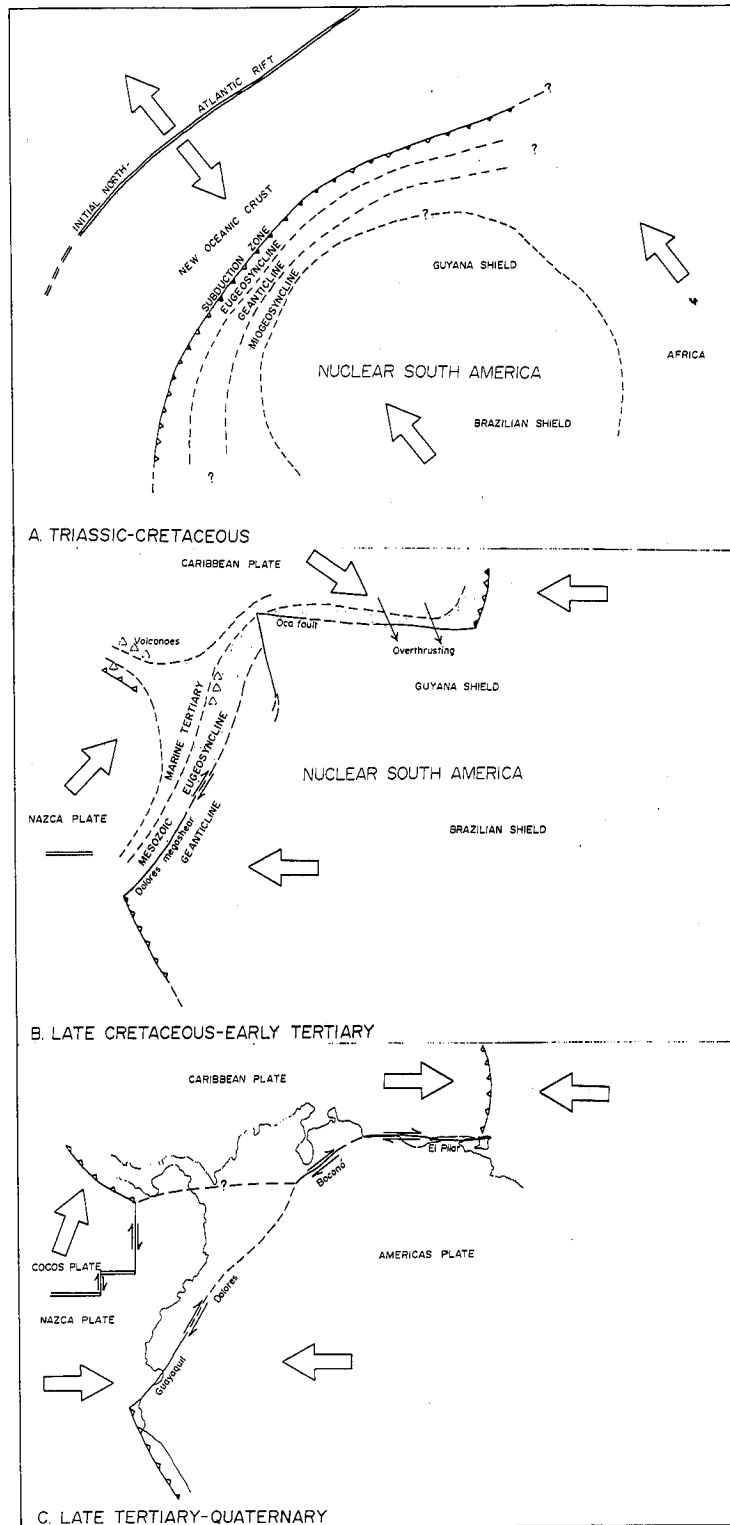 INITIAL NORTH-
ATLANTIC RIFT
?
?
?
NEW OCEANIC CRUST
SUBDUCTION ZONE
EUGEOSYNCLINE
GEANTICLINE
MIOGEOSYNCLINE
GUYANA SHIELD
AFRICA
NUCLEAR SOUTH AMERICA
BRAZILIAN SHIELD
?
A. TRIASSIC-CRETACEOUS
CARIBBEAN PLATE
Volcanoes
Oca fault
Overthrusting
GUYANA SHIELD
MARINE TERTIARY
MESOZOIC EUGEOSYNCLINE
Dolores megashear
GEANTICLINE
NUCLEAR SOUTH AMERICA
NAZCA PLATE
BRAZILIAN SHIELD
B. LATE CRETACEOUS-EARLY TERTIARY
CARIBBEAN PLATE
El Pilar
Boconó
?
AMERICAS PLATE
COCOS PLATE
NAZCA PLATE
Dolores
Guayaquil
C. LATE TERTIARY-QUATERNARY